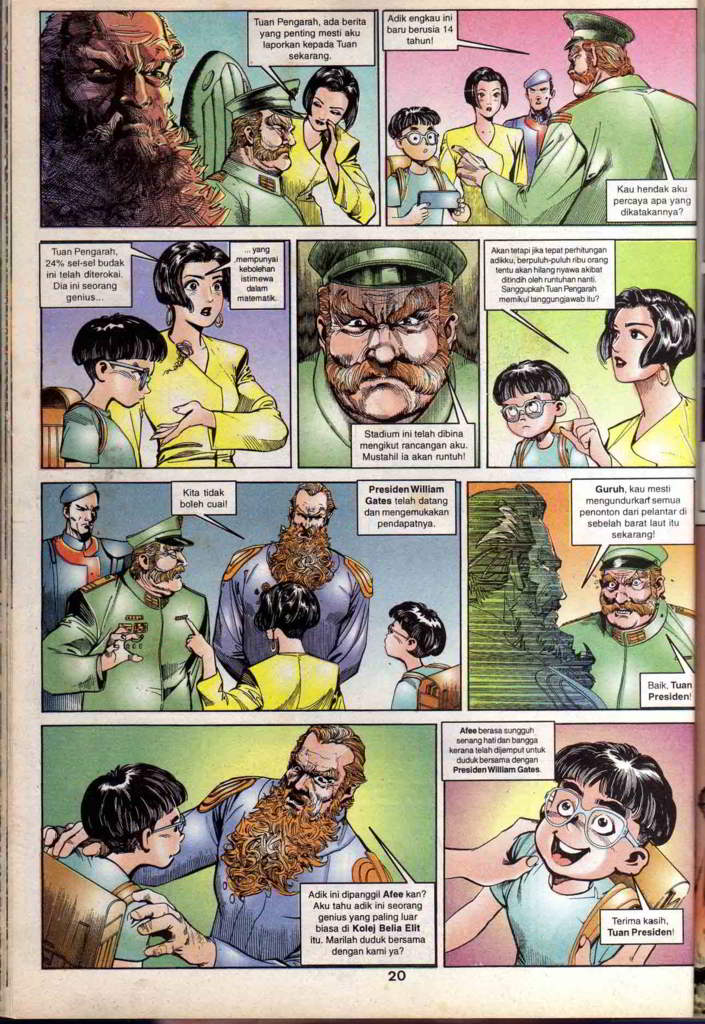 Tuan Pengarah, ada berita
yang penting mesti aku
laporkan kepada Tuan
sekarang.
Adik engkau ini
baru berusia 14
tahun!
Kau hendak aku
percaya apa yang
dikatakannya?
Tuan Pengarah,
24% sel-sel budak
ini telah diterokai.
Dia ini seorang
genius...
... yang
mempunyai
kebolehan
istimewa
dalam
matematik.
Stadium ini telah dibina
mengikut rancangan aku.
Mustahil ia akan runtuh!
Akan tetapi jika tepat perhitungan
adikku, berpuluh-puluh ribu orang
tentu akan hilang nyawa akibat
ditindih oleh runtuhan nanti.
Sanggupkah Tuan Pengarah
memikul tanggungjawab itu?
Kita tidak
boleh cuai!
Presiden William
Gates telah datang
dan mengemukakan
pendapatnya.
Guruh, kau mesti
mengundurkan semua
penonton dari pelantar di
sebelah barat laut itu
sekarang!
Baik, Tuan
Presiden!
Adik ini dipanggil Afee kan?
Aku tahu adik ini seorang
genius yang paling luar
biasa di Kolej Belia Elit
itu. Marilah duduk bersama
dengan kami ya?
Afee berasa sungguh
senang hati dan bangga
kerana telah dijemput untuk
duduk bersama dengan
Presiden William Gates.
Terima kasih,
Tuan Presiden!
20